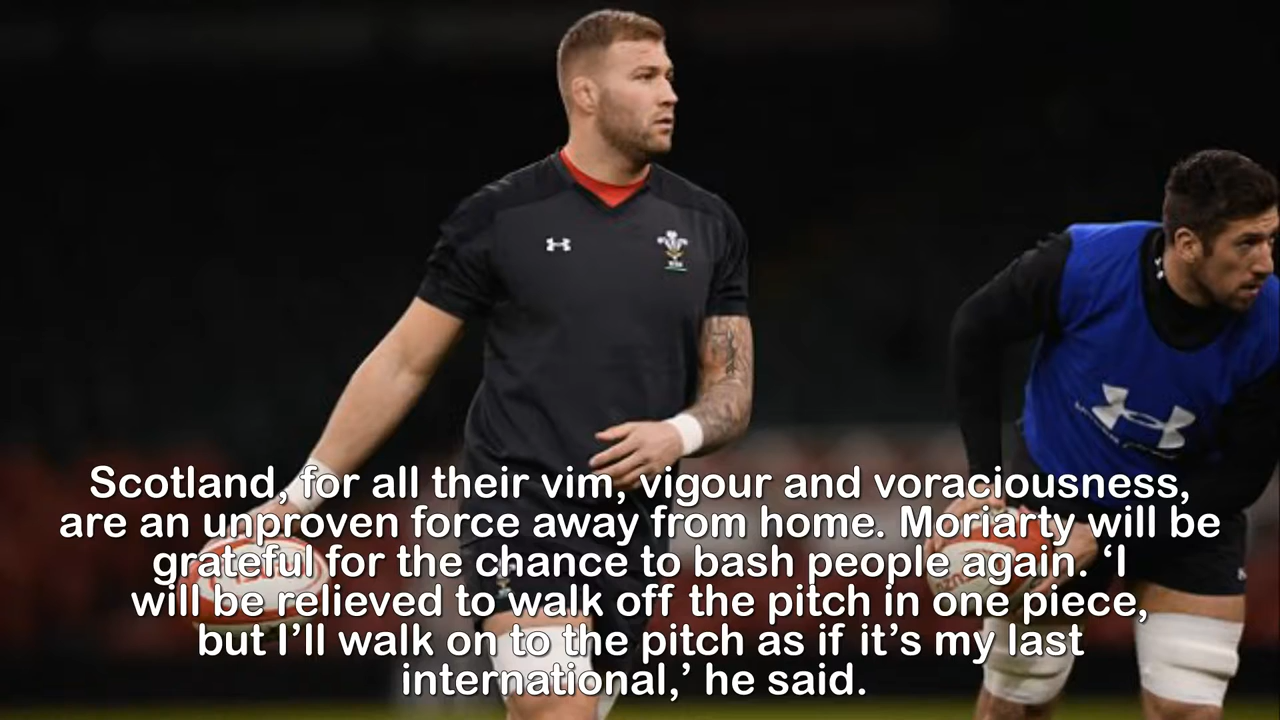 Scotland, for all their vim, vigour and voraciousness,
are an unproven force away from home. Moriarty will be
grateful for the chance to bash people again. ‘I
will be relieved to walk off the pitch in one piece,
but I’ll walk on to the pitch as if it’s my last
international,’ he said.